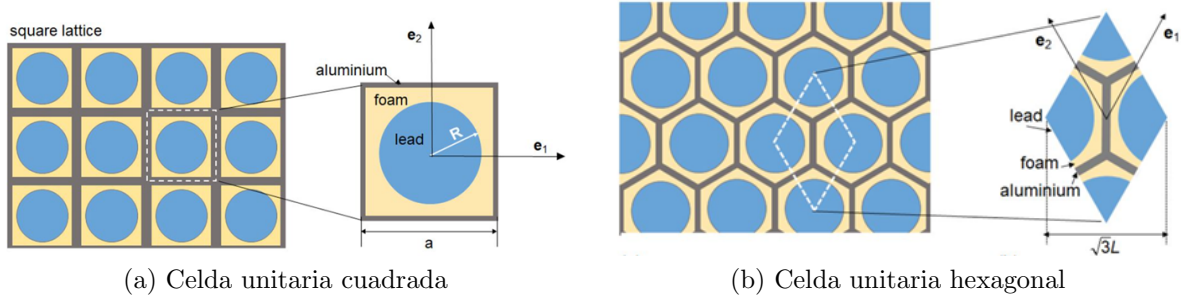 square lattice
aluminium
foam
lead
R
e₂
e₁
a
(a) Celda unitaria cuadrada
e₂
e₁
lead
foam
aluminium
√3L
(b) Celda unitaria hexagonal